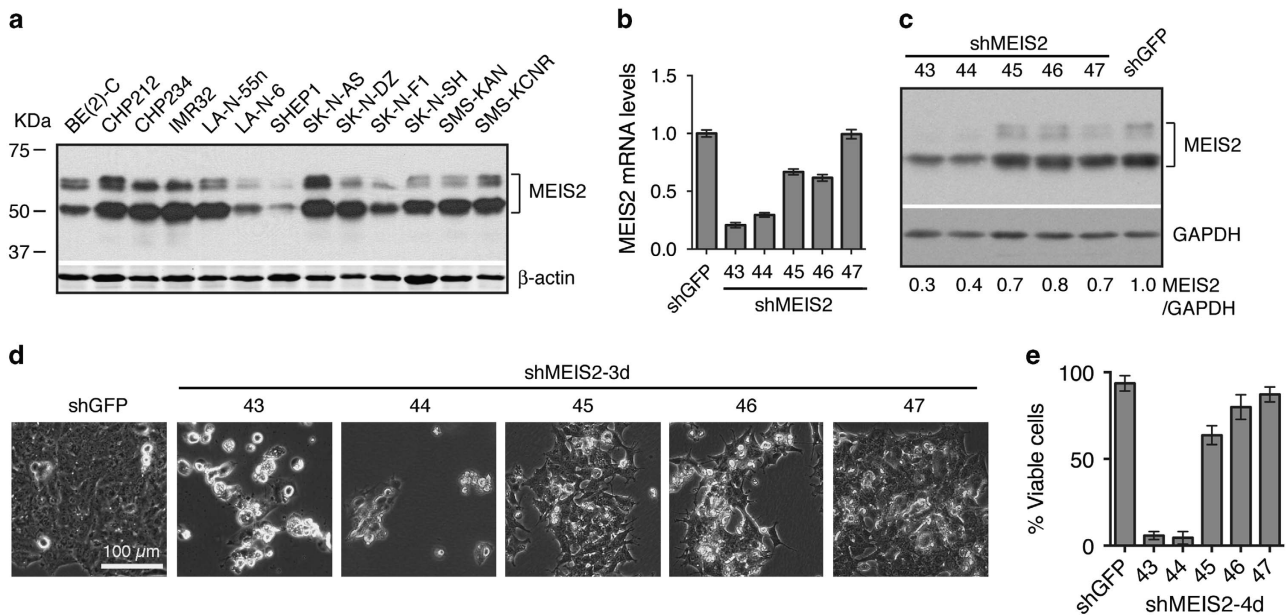 a
KDa
BE(2)-C
CHP212
CHP234
IMR32
LA-N-55n
LA-N-6
SHEP1
SK-N-AS
SK-N-DZ
SK-N-F1
SK-N-SH
SMS-KAN
SMS-KCNR
75
50
37
MEIS2
β-actin
b
MEIS2 mRNA levels
1.5
1.0
0.5
0.0
shGFP 43 44 45 46 47
shMEIS2
c
shMEIS2
43 44 45 46 47 shGFP
MEIS2
GAPDH
0.3 0.4 0.7 0.8 0.7 1.0 MEIS2
/GAPDH
d
shMEIS2-3d
shGFP 43 44 45 46 47
100 µm
e
% Viable cells
100
50
0
shGFP 43 44 45 46 47
shMEIS2-4d